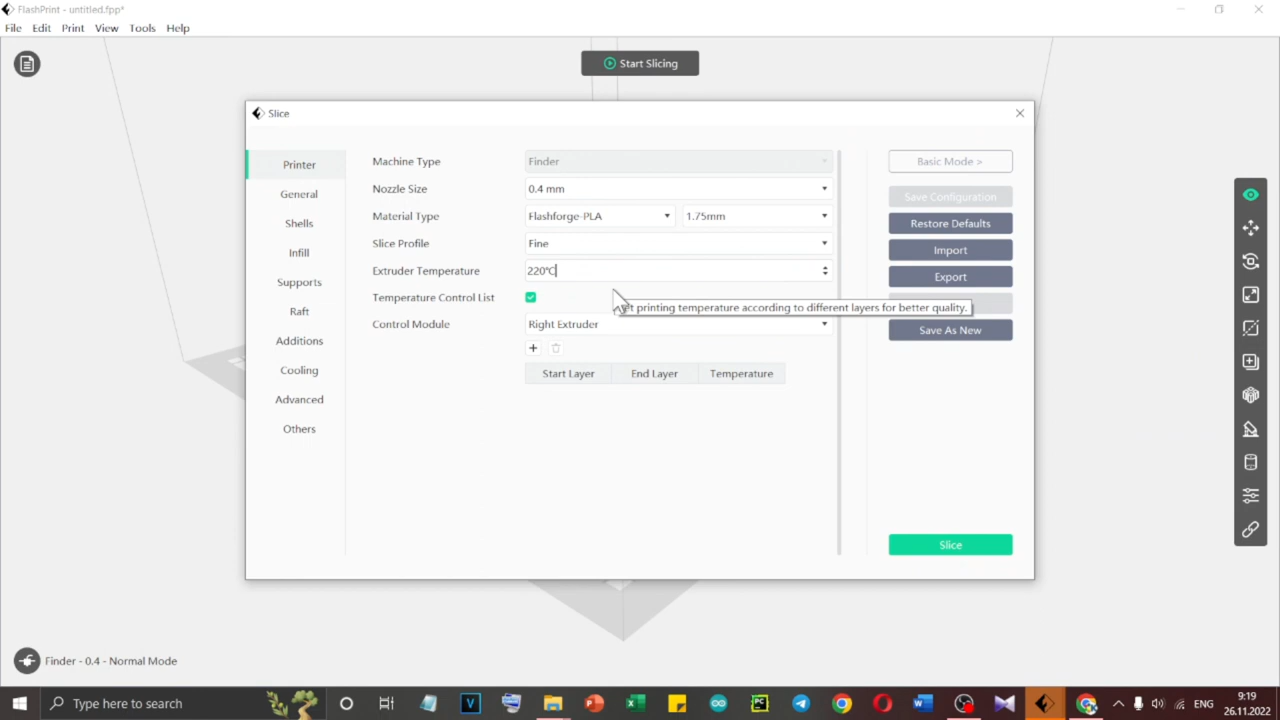 FlashPrint - untitled.fpp*
File Edit Print View Tools Help
Start Slicing
Slice
Printer
General
Shells
Infill
Supports
Raft
Additions
Cooling
Advanced
Others
Machine Type Finder
Nozzle Size 0.4 mm
Material Type Flashforge-PLA 1.75mm
Slice Profile Fine
Extruder Temperature 220°C
Temperature Control List
printing temperature according to different layers for better quality.
Control Module Right Extruder
Start Layer End Layer Temperature
Basic Mode >
Save Configuration
Restore Defaults
Import
Export
Save As New
Slice
Finder - 0.4 - Normal Mode
Type here to search
V
PC
W
ENG
9:19
26.11.2022